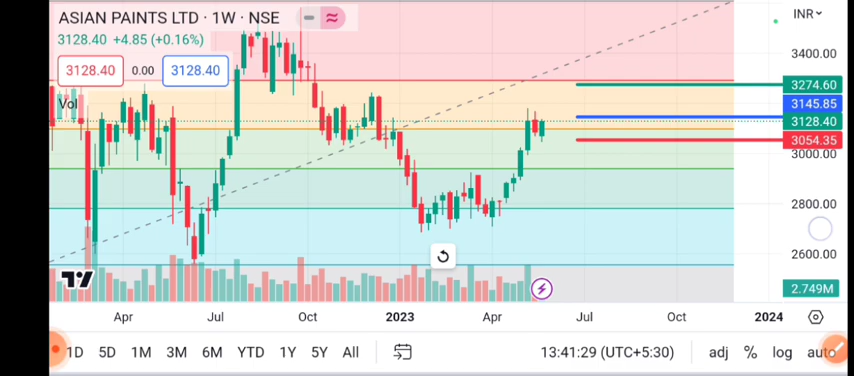 ASIAN PAINTS LTD · 1W · NSE
INR
3128.40 +4.85 (+0.16%)
3128.40 0.00 3128.40
Vol
3400.00
3274.60
3145.85
3128.40
3054.35
3000.00
2800.00
2600.00
2.749M
Apr Jul Oct 2023 Apr Jul Oct 2024
1D 5D 1M 3M 6M YTD 1Y 5Y All 13:41:29 (UTC+5:30) adj % log auto